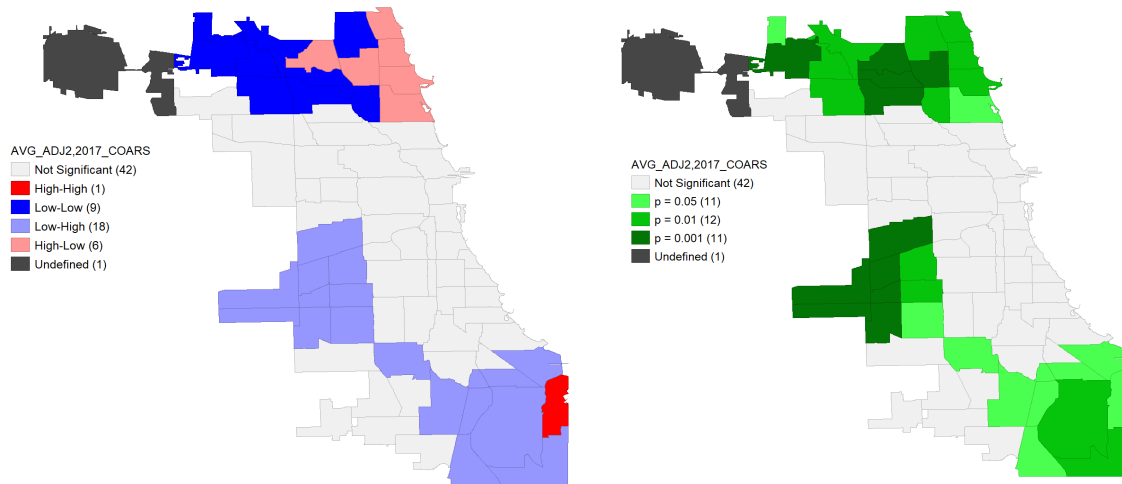 AVG_ADJ2,2017_COARS
Not Significant (42)
High-High (1)
Low-Low (9)
Low-High (18)
High-Low (6)
Undefined (1)
AVG_ADJ2,2017_COARS
Not Significant (42)
p = 0.05 (11)
p = 0.01 (12)
p = 0.001 (11)
Undefined (1)